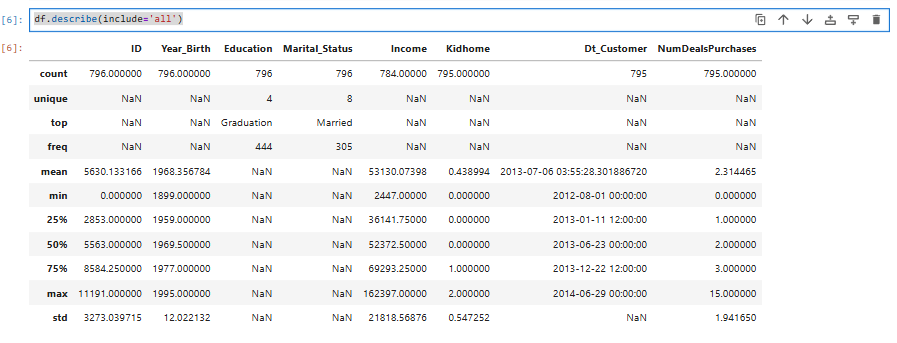 [6]: df.describe(include='all')
[6]:
ID Year_Birth Education Marital_Status Income Kidhome Dt_Customer NumDealsPurchases
count 796.000000 796.000000 796 796 784.00000 795.000000 795 795.000000
unique NaN NaN 4 8 NaN NaN NaN NaN
top NaN NaN Graduation Married NaN NaN NaN NaN
freq NaN NaN 444 305 NaN NaN NaN NaN
mean 5630.133166 1968.356784 NaN NaN 53130.07398 0.438994 2013-07-06 03:55:28.301886720 2.314465
min 0.000000 1899.000000 NaN NaN 2447.00000 0.000000 2012-08-01 00:00:00 0.000000
25% 2853.000000 1959.000000 NaN NaN 36141.75000 0.000000 2013-01-11 12:00:00 1.000000
50% 5563.000000 1969.500000 NaN NaN 52372.50000 0.000000 2013-06-23 00:00:00 2.000000
75% 8584.250000 1977.000000 NaN NaN 69293.25000 1.000000 2013-12-22 12:00:00 3.000000
max 11191.000000 1995.000000 NaN NaN 162397.00000 2.000000 2014-06-29 00:00:00 15.000000
std 3273.039715 12.022132 NaN NaN 21818.56876 0.547252 NaN 1.941650